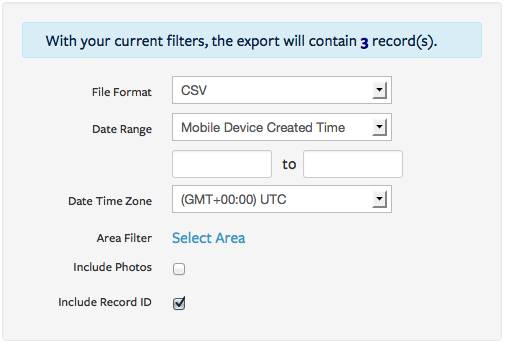 With your current filters, the export will contain 3 record(s).
File Format CSV
Date Range Mobile Device Created Time
to
Date Time Zone (GMT+00:00) UTC
Area Filter Select Area
Include Photos
Include Record ID